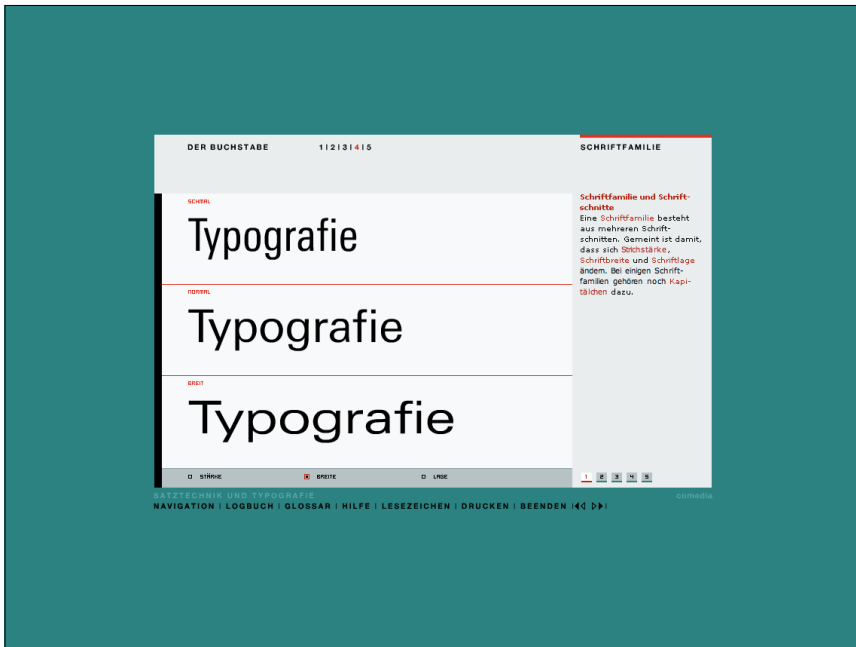 DER BUCHSTABE 1|2|3|4|5 SCHRIFTFAMILIE
SCHMAL
Typografie
NORMAL
Typografie
BREIT
Typografie
STÄRKE BREITE LAGE
Schriftfamilie und Schrift-
schnitte
Eine Schriftfamilie besteht
aus mehreren Schrift-
schnitten. Gemeint ist damit,
dass sich Strichstärke,
Schriftbreite und Schriftlage
ändern. Bei einigen Schrift-
familien gehören noch Kapi-
tälchen dazu.
1 2 3 4 5
SATZTECHNIK UND TYPOGRAFIE comedia
NAVIGATION | LOGBUCH | GLOSSAR | HILFE | LESEZEICHEN | DRUCKEN | BEENDEN